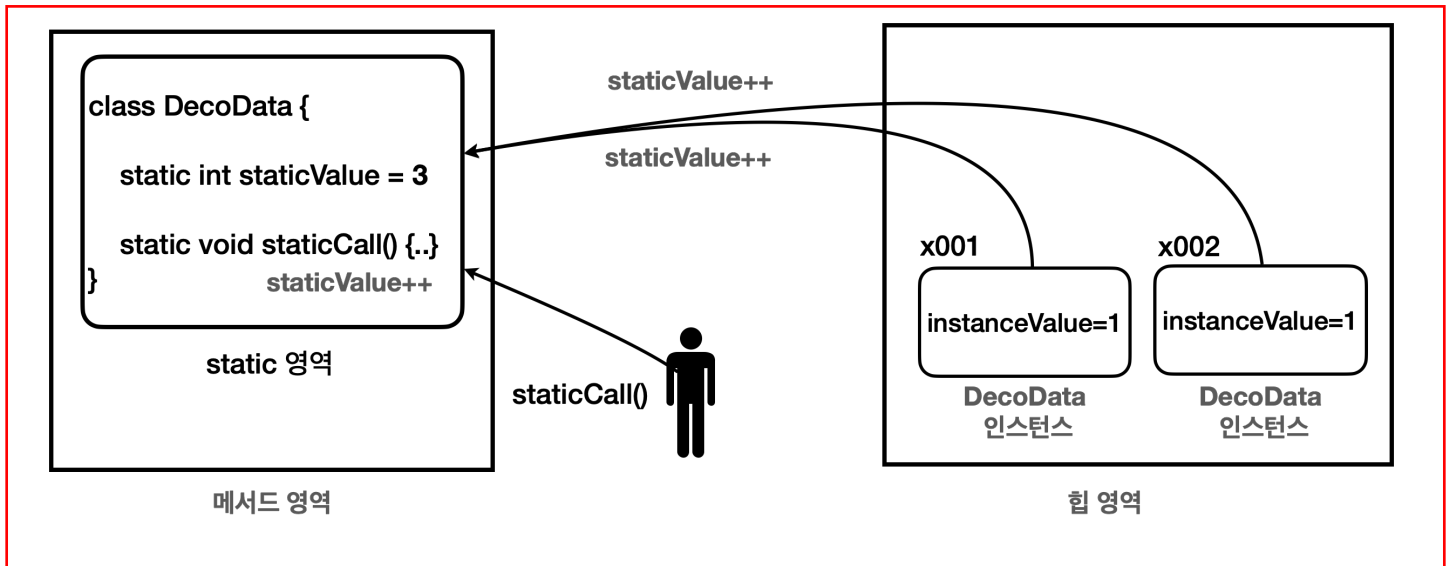 class DecoData {
static int staticValue = 3
static void staticCall() {..}
}
staticValue++
static 영역
메서드 영역
staticValue++
staticValue++
staticCall()
x001
instanceValue=1
DecoData
인스턴스
x002
instanceValue=1
DecoData
인스턴스
힙 영역